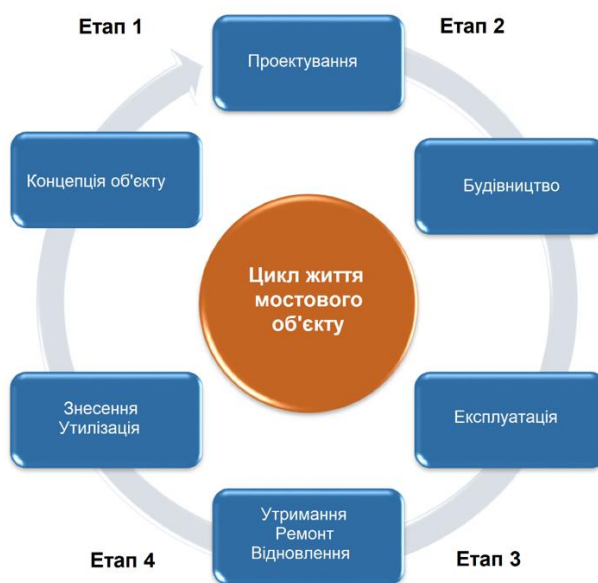 Етап 1
Етап 2
Проектування
Концепція об'єкту
Будівництво
Цикл життя
мостового
об'єкту
Знесення
Утилізація
Експлуатація
Утримання
Ремонт
Відновлення
Етап 4
Етап 3